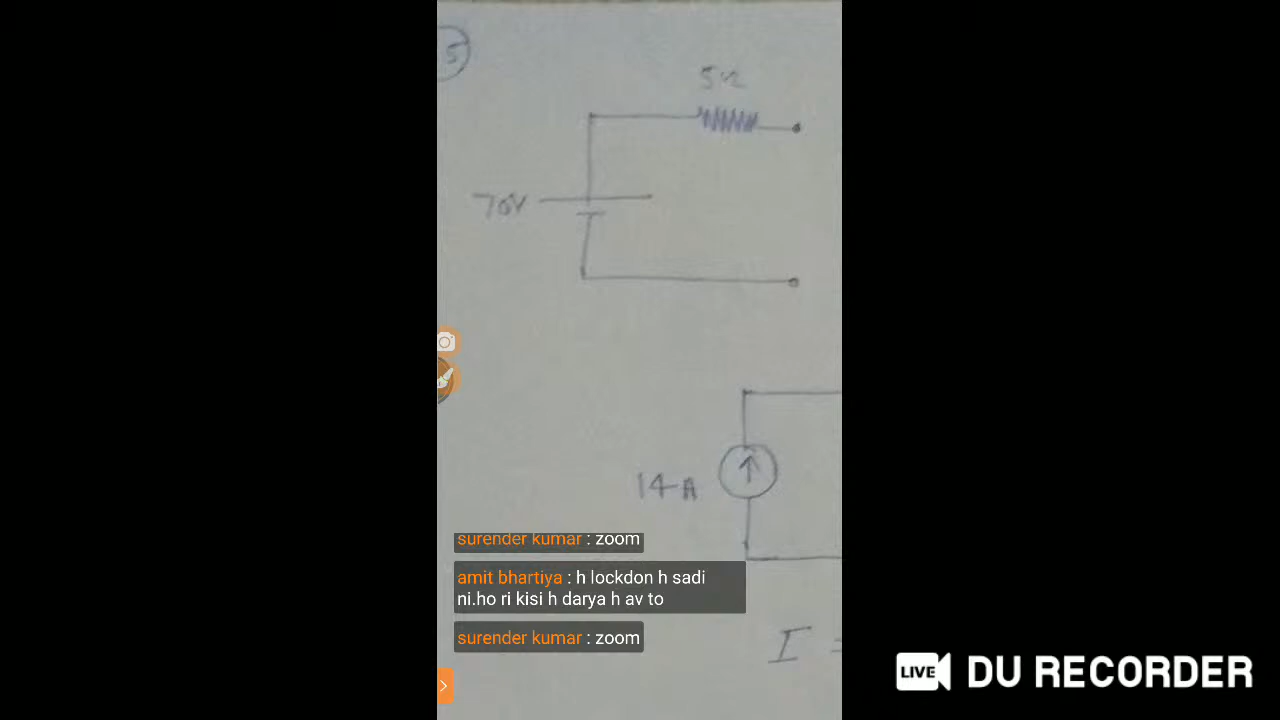 5
5Ω
70V
14A
I =
surender kumar : zoom
amit bhartiya : h lockdon h sadi
ni.ho ri kisi h darya h av to
surender kumar : zoom
LIVE DU RECORDER